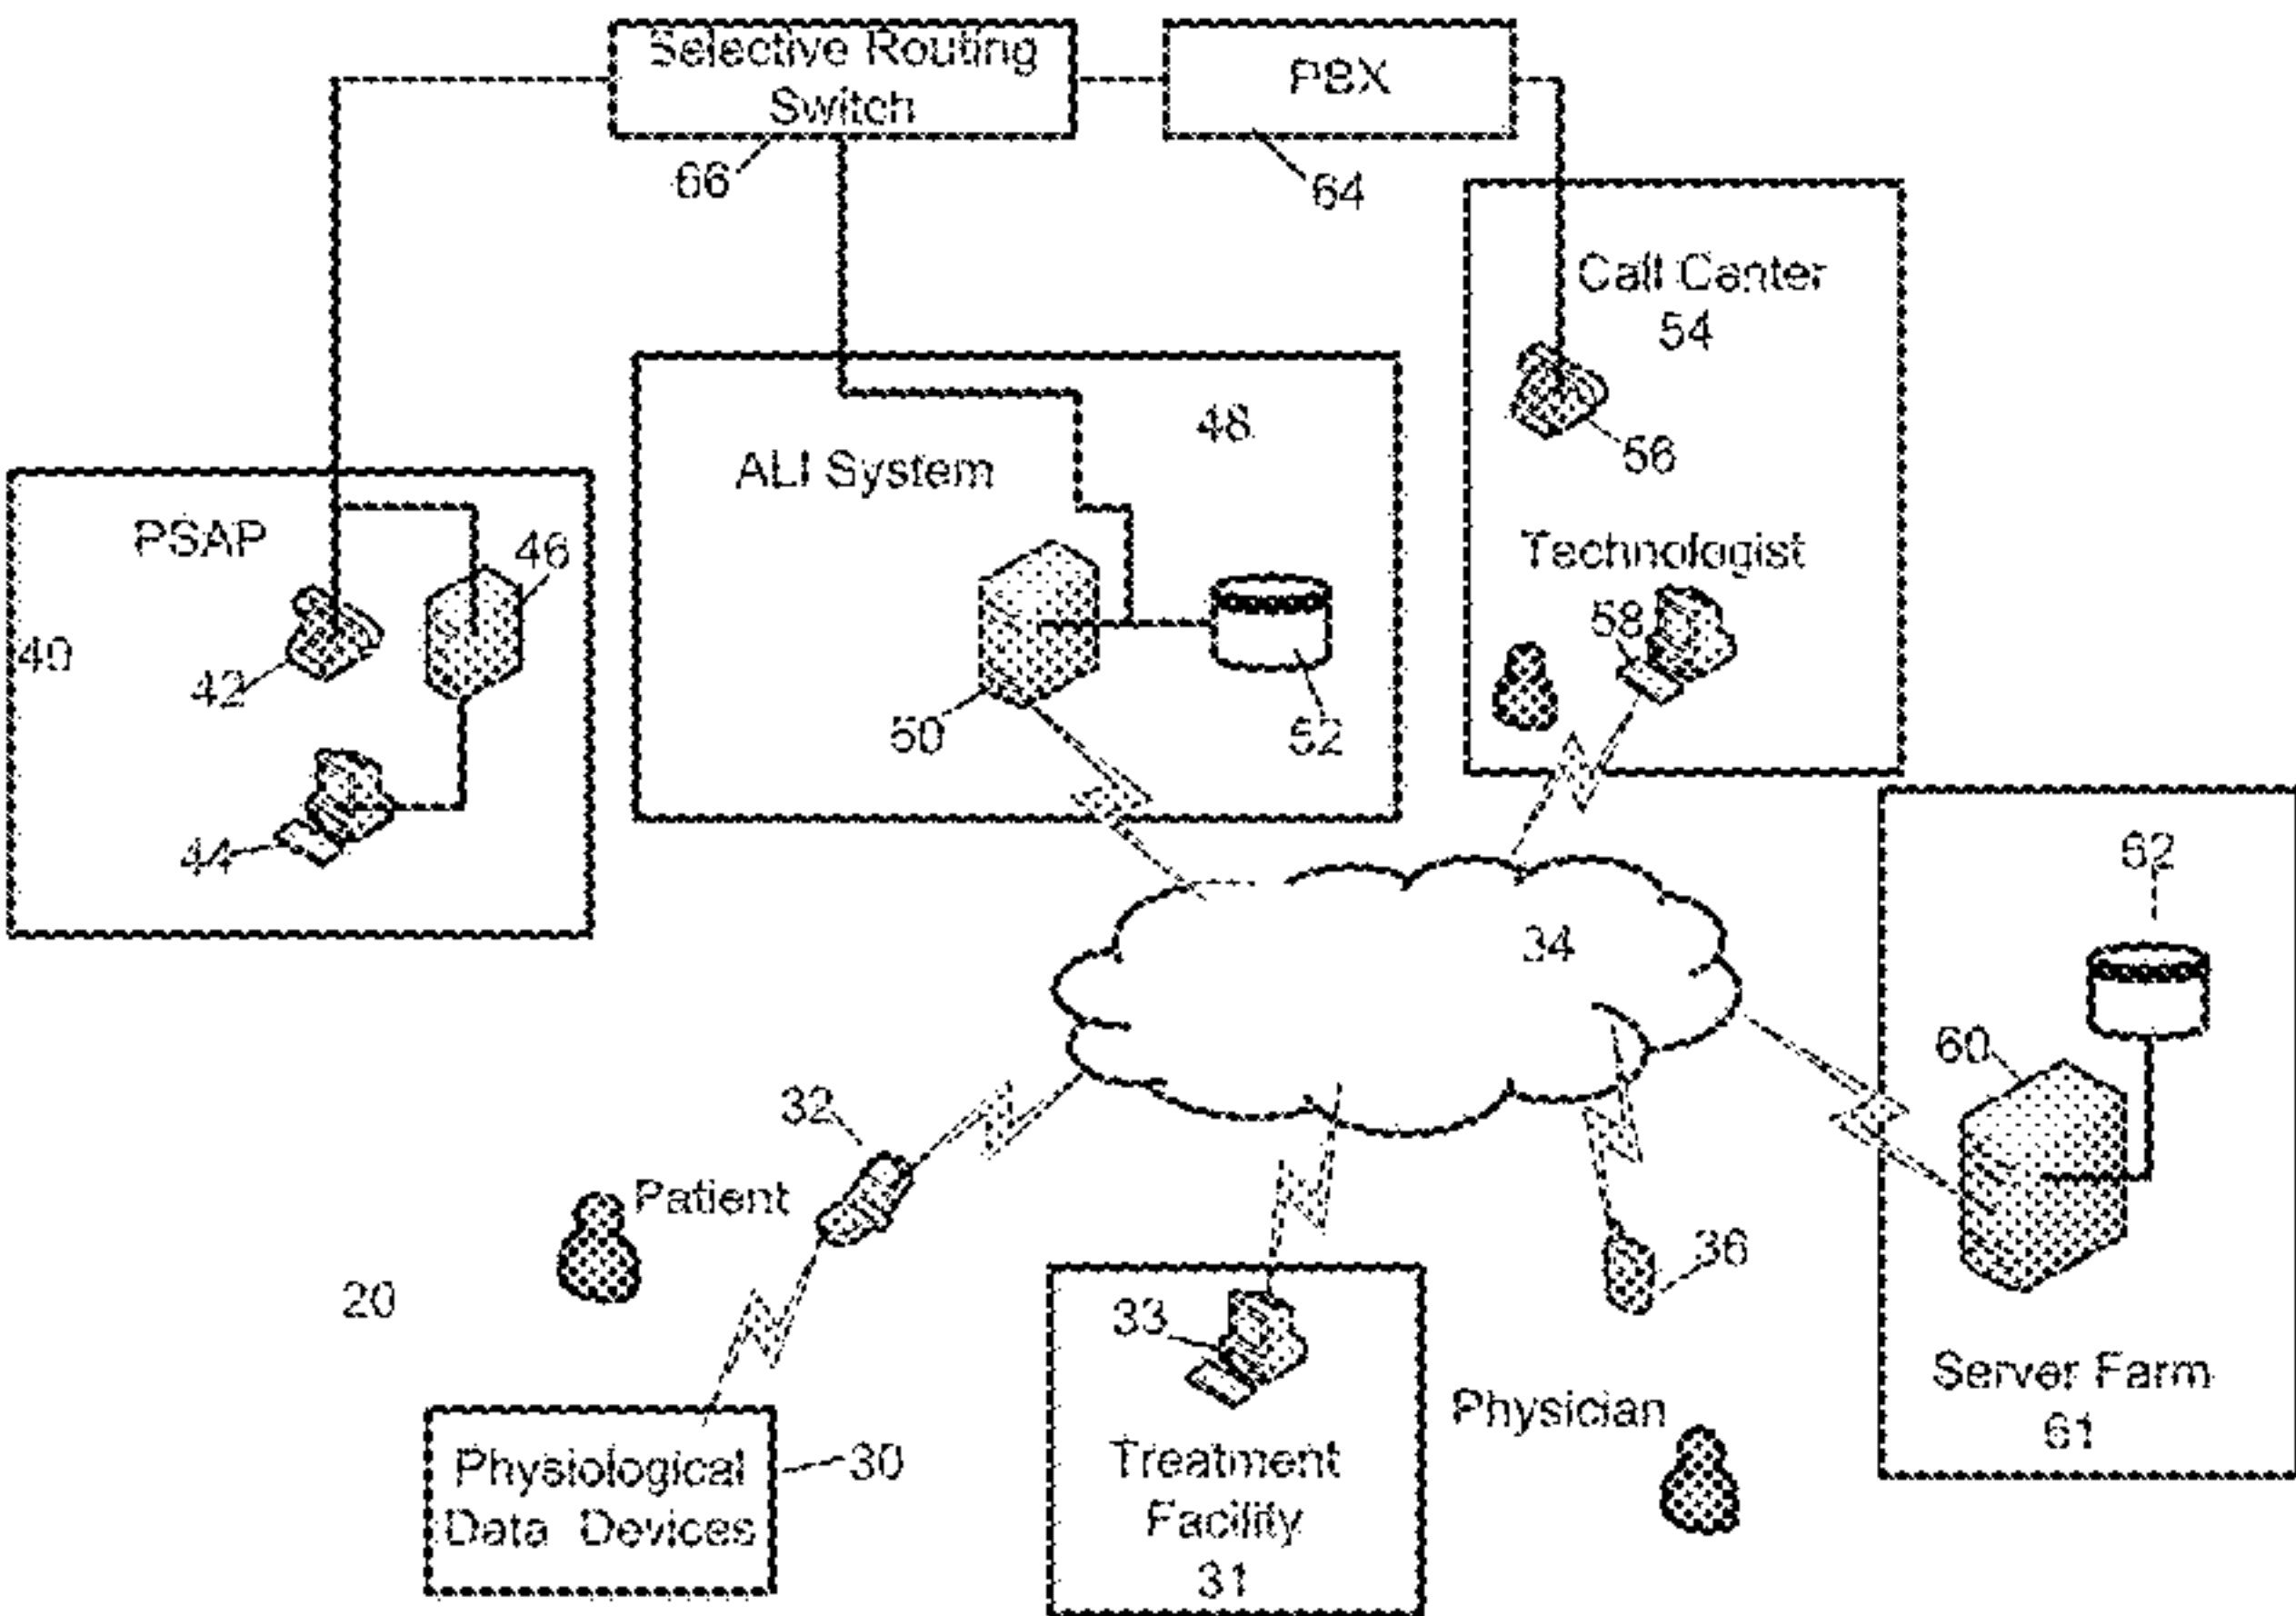 Selective Routing
Switch
PBX
66
64
Call Center
54
48
ALI System
56
PSAP
46
Technologist
58
40
42
50
52
44
62
34
60
32
Patient
36
20
33
Server Farm
61
Physician
Physiological
Data Devices
30
Treatment
Facility
31